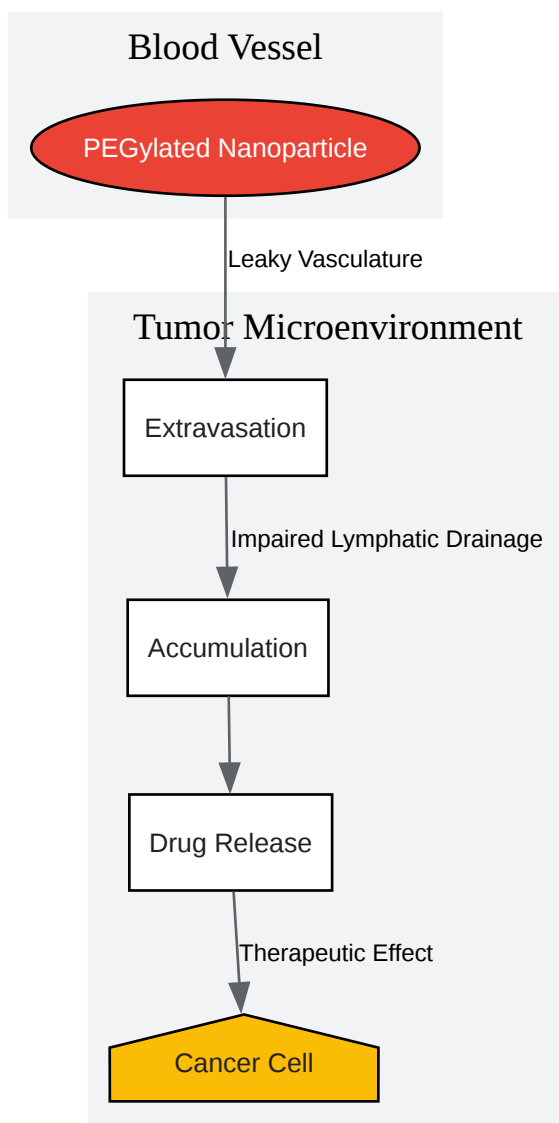 Blood Vessel
PEGylated Nanoparticle
Leaky Vasculature
Tumor Microenvironment
Extravasation
Impaired Lymphatic Drainage
Accumulation
Drug Release
Therapeutic Effect
Cancer Cell